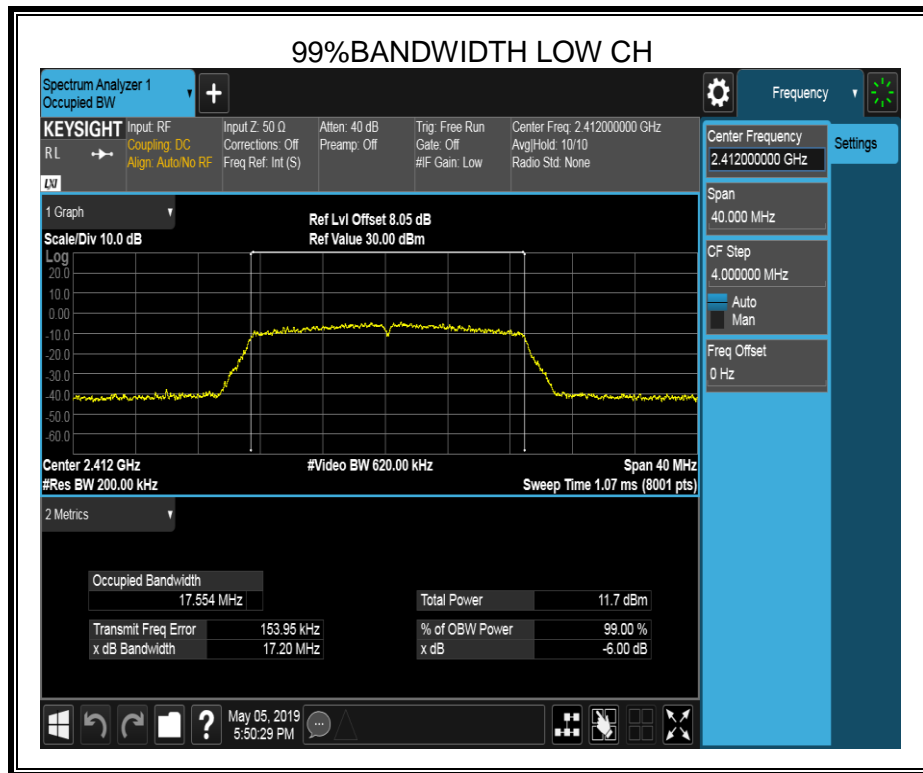 99%BANDWIDTH LOW CH
Spectrum Analyzer 1
Occupied BW
Frequency
KEYSIGHT
RL
LXI
Input: RF
Coupling: DC
Align: Auto/No RF
Input Z: 50 Ω
Corrections: Off
Freq Ref: Int (S)
Atten: 40 dB
Preamp: Off
Trig: Free Run
Gate: Off
#IF Gain: Low
Center Freq: 2.412000000 GHz
Avg|Hold: 10/10
Radio Std: None
Center Frequency
2.412000000 GHz
Settings
Span
40.000 MHz
CF Step
4.000000 MHz
Auto
Man
Freq Offset
0 Hz
1 Graph
Scale/Div 10.0 dB
Ref Lvl Offset 8.05 dB
Ref Value 30.00 dBm
Log
20.0
10.0
0.00
-10.0
-20.0
-30.0
-40.0
-50.0
-60.0
Center 2.412 GHz
#Video BW 620.00 kHz
Span 40 MHz
#Res BW 200.00 kHz
Sweep Time 1.07 ms (8001 pts)
2 Metrics
Occupied Bandwidth
17.554 MHz
Total Power 11.7 dBm
Transmit Freq Error 153.95 kHz
% of OBW Power 99.00 %
x dB Bandwidth 17.20 MHz
x dB -6.00 dB
?
May 05, 2019
5:50:29 PM